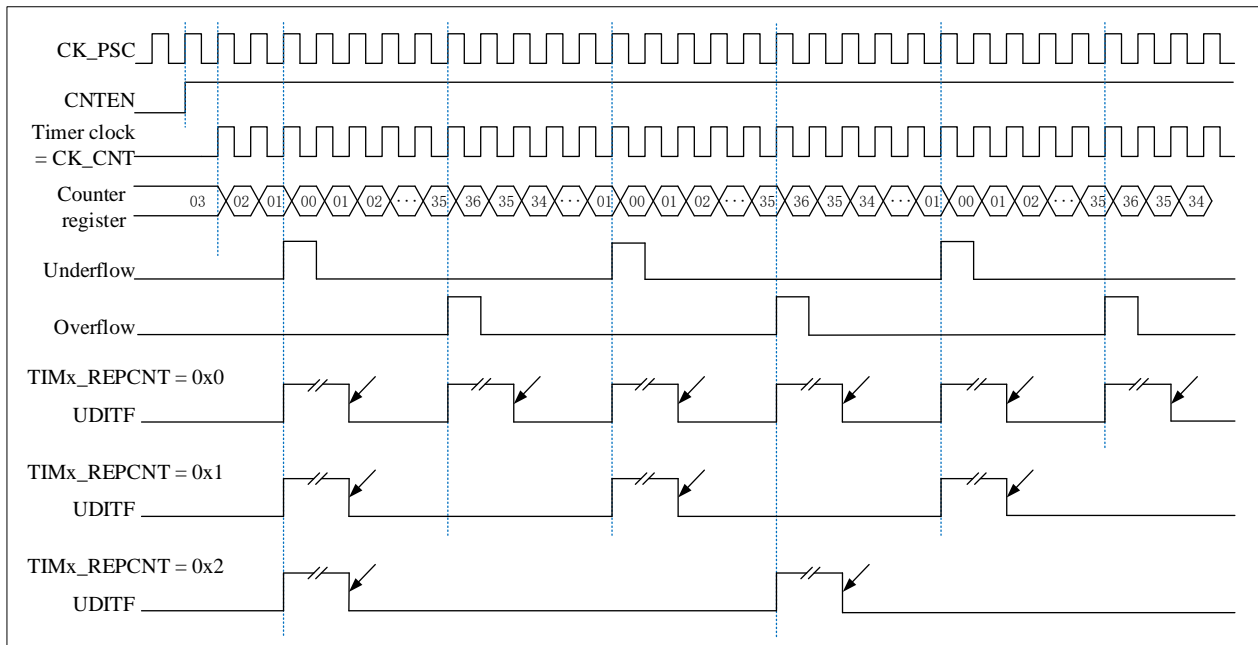 CK_PSC
CNTEN
Timer clock
= CK_CNT
Counter
register
03 02 01 00 01 02 ··· 35 36 35 34 ··· 01 00 01 02 ··· 35 36 35 34 ··· 01 00 01 02 ··· 35 36 35 34
Underflow
Overflow
TIMx_REPCNT = 0x0
UDITF
TIMx_REPCNT = 0x1
UDITF
TIMx_REPCNT = 0x2
UDITF